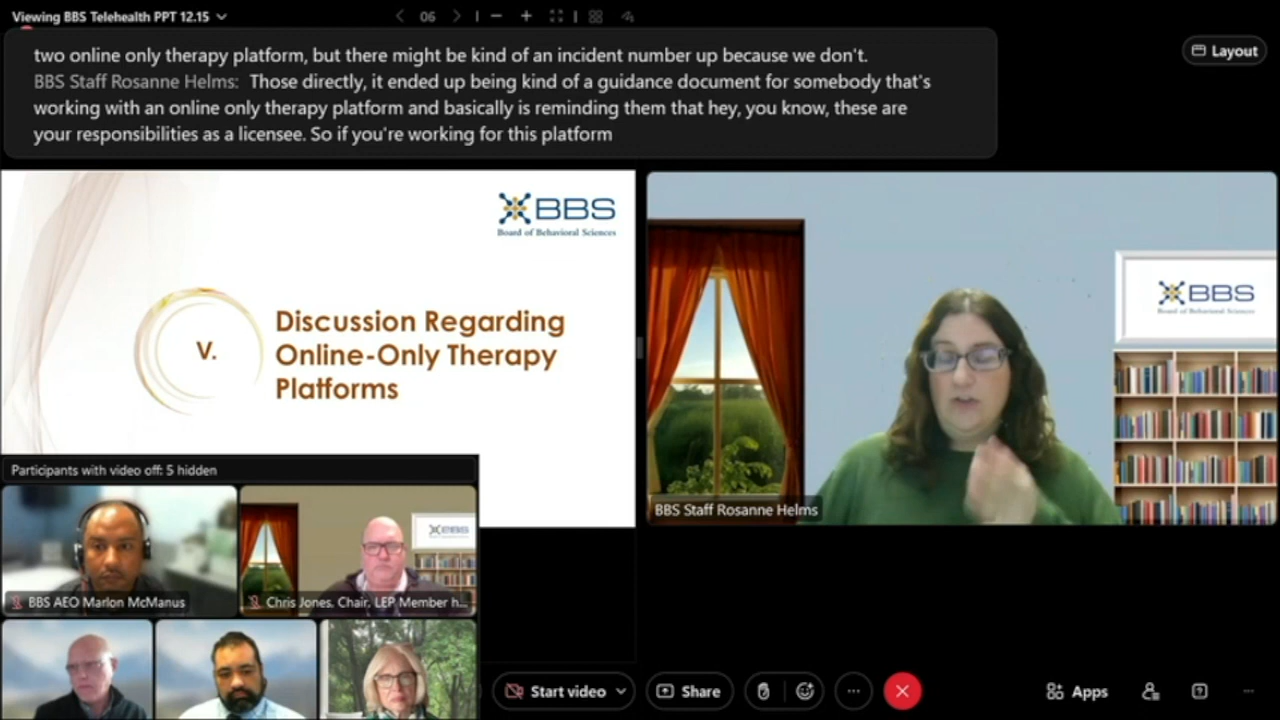 Viewing BBS Telehealth PPT 12.15
06
two online only therapy platform, but there might be kind of an incident number up because we don't.
BBS Staff Rosanne Helms: Those directly, it ended up being kind of a guidance document for somebody that's
working with an online only therapy platform and basically is reminding them that hey, you know, these are
your responsibilities as a licensee. So if you're working for this platform
Layout
BBS
Board of Behavioral Sciences
V.
Discussion Regarding
Online-Only Therapy
Platforms
BBS
Board of Behavioral Sciences
BBS Staff Rosanne Helms
Participants with video off: 5 hidden
BBS
BBS AEO Marlon McManus
Chris Jones, Chair, LEP Member h...
Start video
Share
Apps